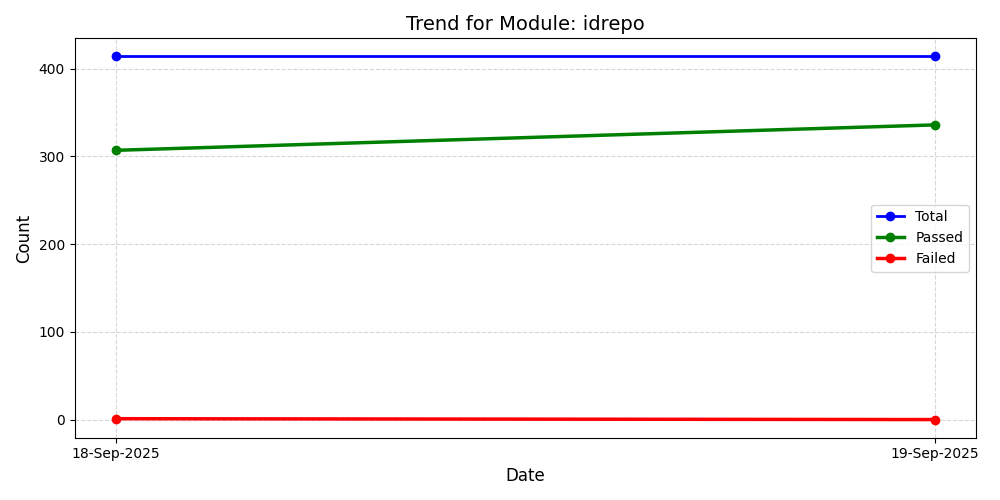 Trend for Module: idrepo
Count
400
300
200
100
0
Total
Passed
Failed
18-Sep-2025
19-Sep-2025
Date